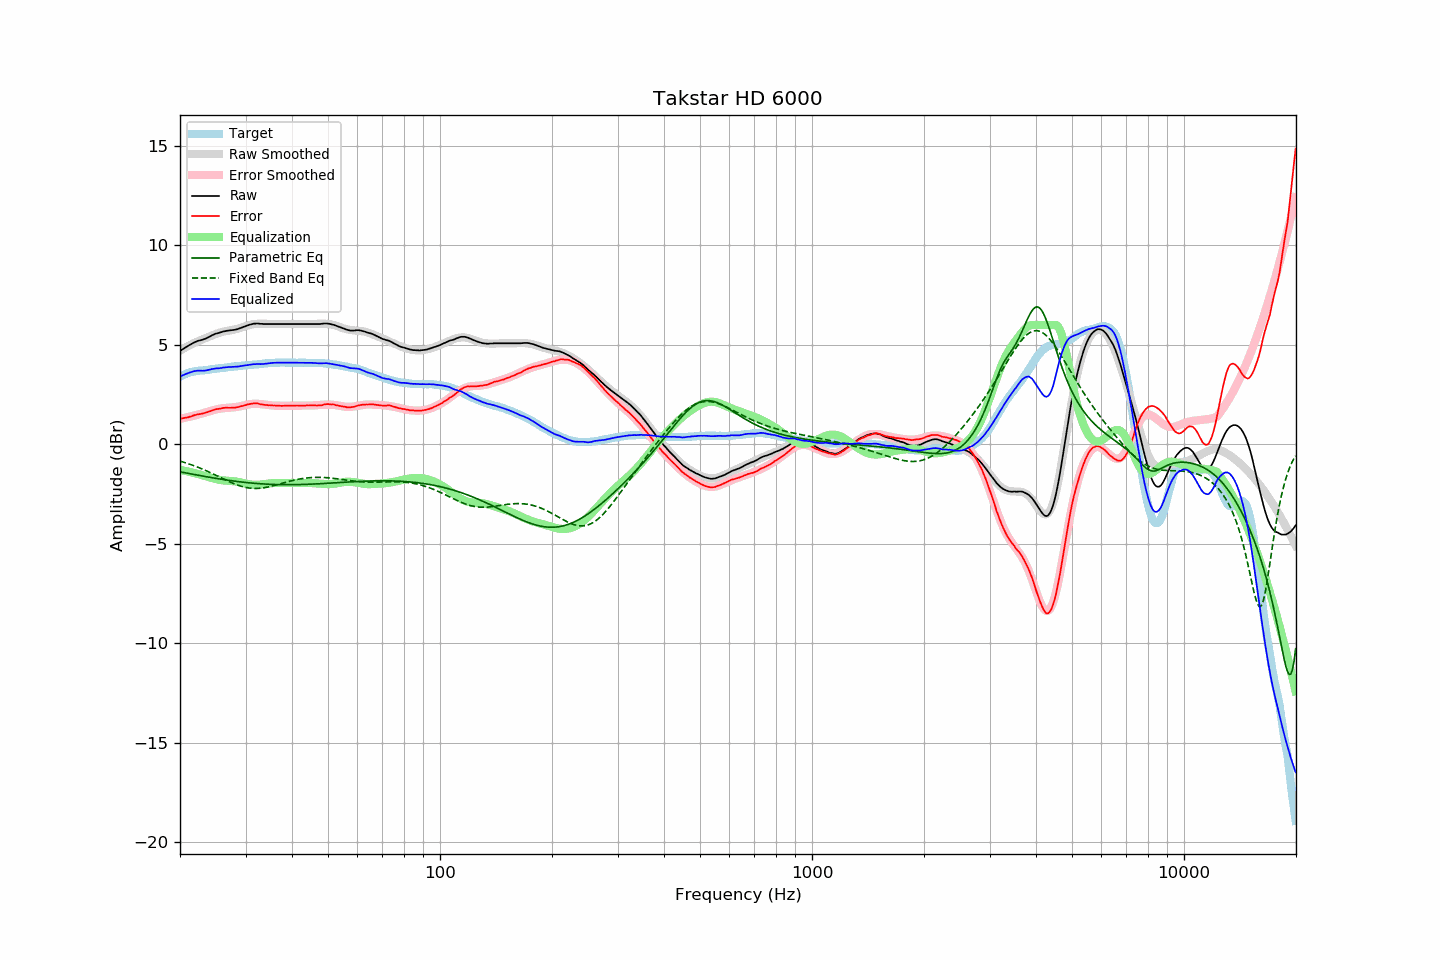 Takstar HD 6000
Target
Raw Smoothed
Error Smoothed
Raw
Error
Equalization
Parametric Eq
Fixed Band Eq
Equalized
15
10
5
0
−5
−10
−15
−20
Amplitude (dBr)
100
1000
10000
Frequency (Hz)